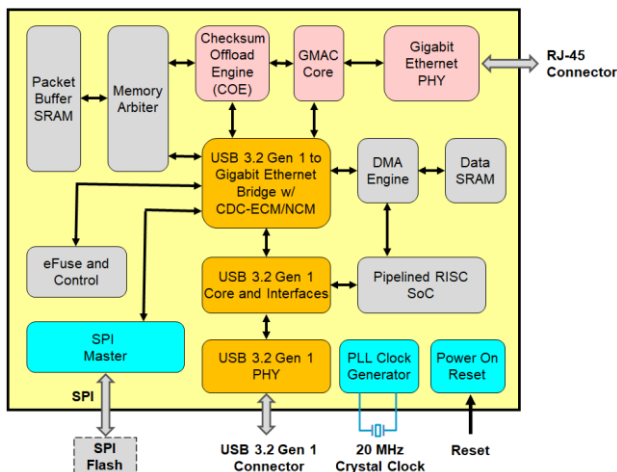 Packet
Buffer
SRAM
Memory
Arbiter
Checksum
Offload
Engine
(COE)
GMAC
Core
Gigabit
Ethernet
PHY
RJ-45
Connector
USB 3.2 Gen 1 to
Gigabit Ethernet
Bridge w/
CDC-ECM/NCM
DMA
Engine
Data
SRAM
eFuse and
Control
USB 3.2 Gen 1
Core and Interfaces
Pipelined RISC
SoC
SPI
Master
USB 3.2 Gen 1
PHY
PLL Clock
Generator
Power On
Reset
SPI
SPI
Flash
USB 3.2 Gen 1
Connector
20 MHz
Crystal Clock
Reset